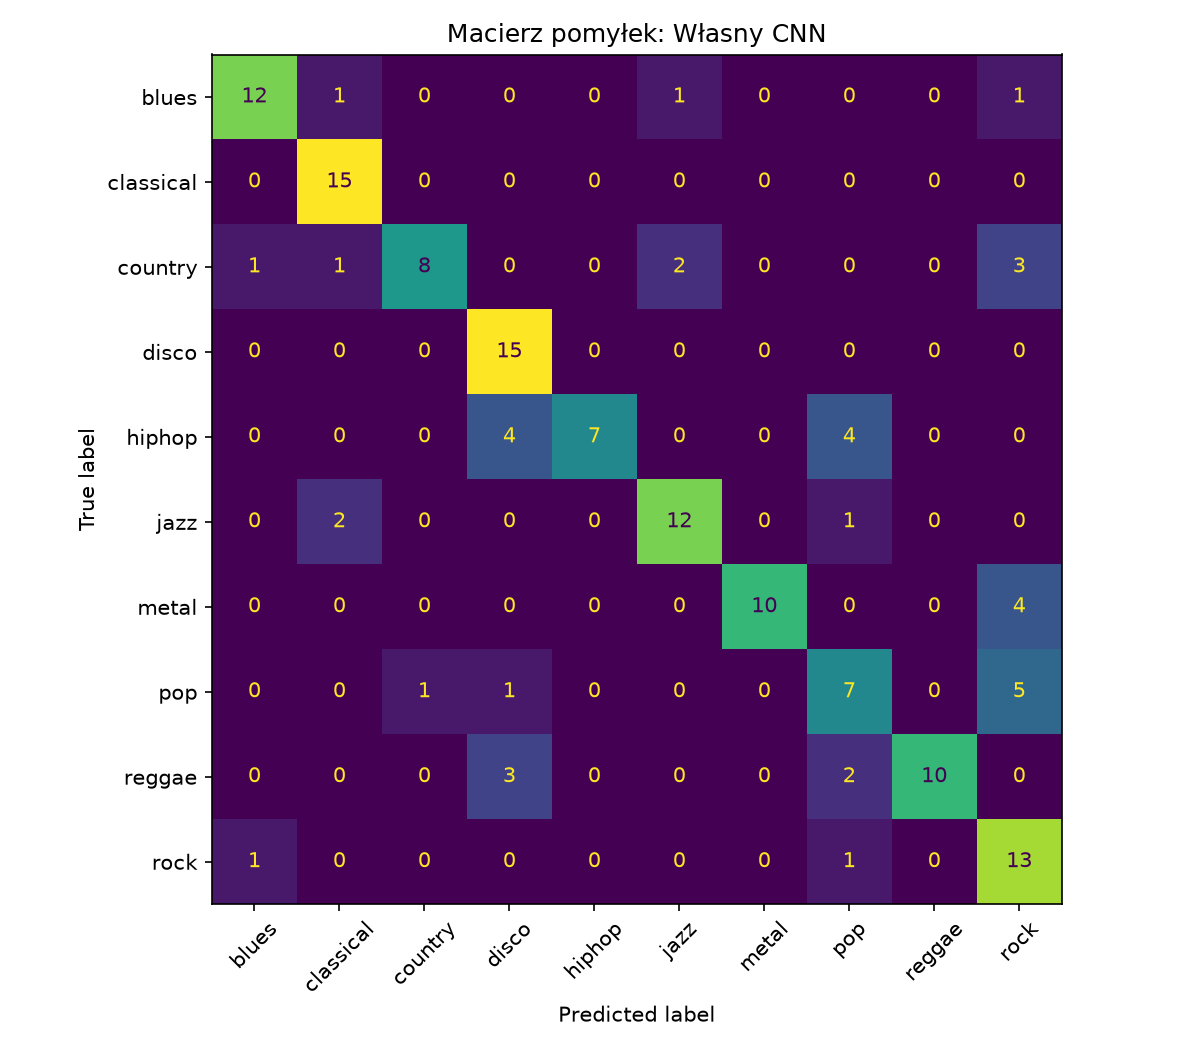 Macierz pomyłek: Własny CNN
True label
blues 12 1 0 0 0 1 0 0 0 1
classical 0 15 0 0 0 0 0 0 0 0
country 1 1 8 0 0 2 0 0 0 3
disco 0 0 0 15 0 0 0 0 0 0
hiphop 0 0 0 4 7 0 0 4 0 0
jazz 0 2 0 0 0 12 0 1 0 0
metal 0 0 0 0 0 0 10 0 0 4
pop 0 0 1 1 0 0 0 7 0 5
reggae 0 0 0 3 0 0 0 2 10 0
rock 1 0 0 0 0 0 0 1 0 13
blues classical country disco hiphop jazz metal pop reggae rock
Predicted label